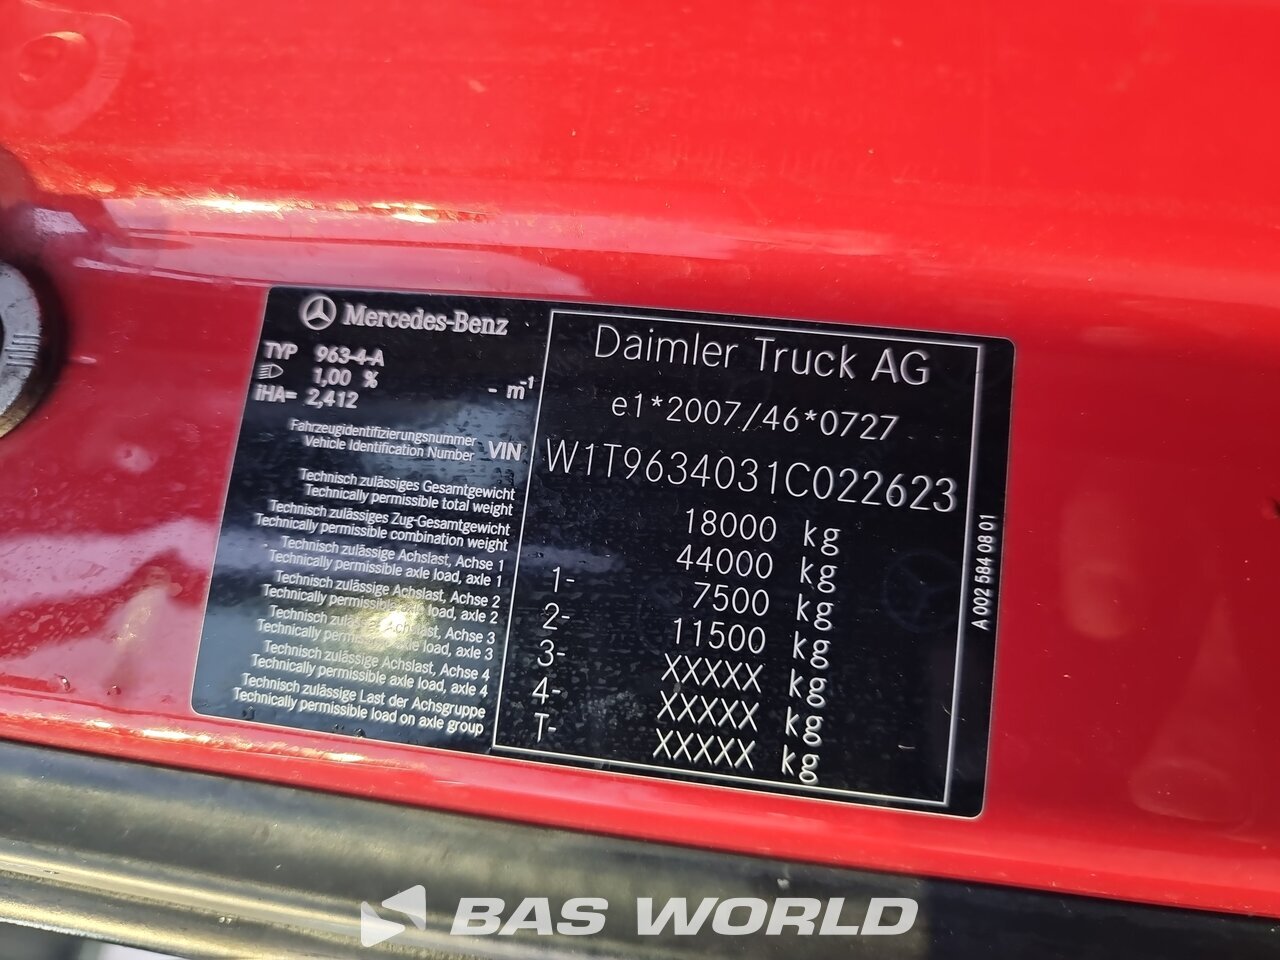 Mercedes-Benz
TYP 963-4-A
1,00 % - m-1
iHA= 2,412
Fahrzeugidentifizierungsnummer
Vehicle Identification Number VIN
Technisch zulässiges Gesamtgewicht
Technically permissible total weight
Technisch zulässiges Zug-Gesamtgewicht
Technically permissible combination weight
Technisch zulässige Achslast, Achse 1
Technically permissible axle load, axle 1
Technisch zulässige Achslast, Achse 2
Technically permissible axle load, axle 2
Technisch zulässige Achslast, Achse 3
Technically permissible axle load, axle 3
Technisch zulässige Achslast, Achse 4
Technically permissible axle load, axle 4
Technisch zulässige Last der Achsgruppe
Technically permissible load on axle group
Daimler Truck AG
e1*2007/46*0727
W1T9634031C022623
18000 kg
44000 kg
1- 7500 kg
2- 11500 kg
3- XXXXX kg
4- XXXXX kg
T- XXXXX kg
A 002 584 08 01
BAS WORLD